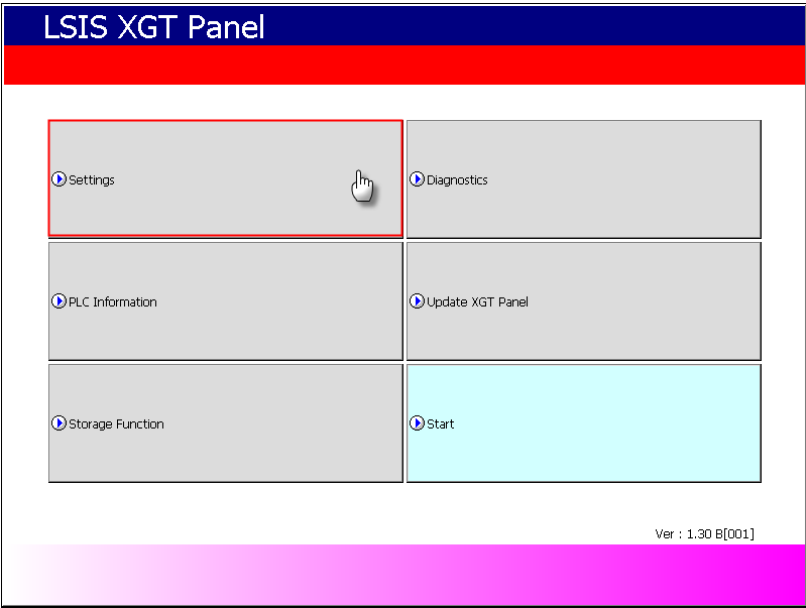 LSIS XGT Panel
Settings
Diagnostics
PLC Information
Update XGT Panel
Storage Function
Start
Ver : 1.30 B[001]